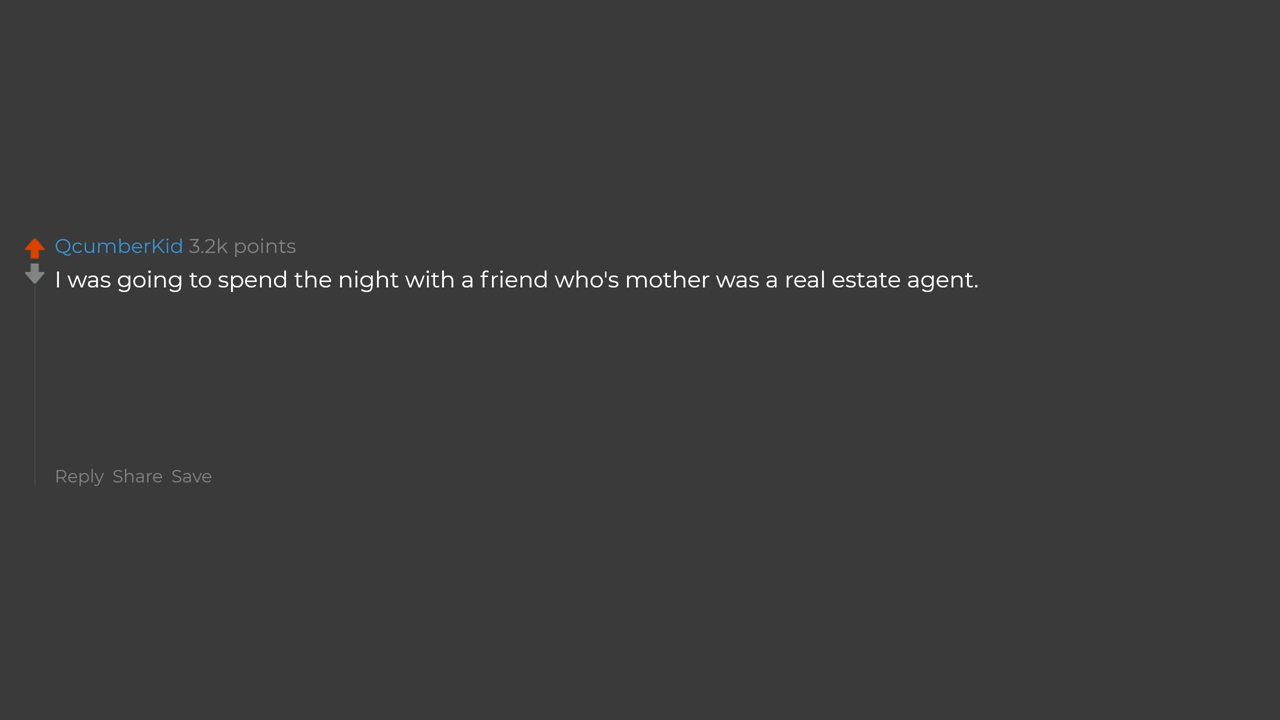 QcumberKid 3.2k points
I was going to spend the night with a friend who's mother was a real estate agent.
Reply Share Save